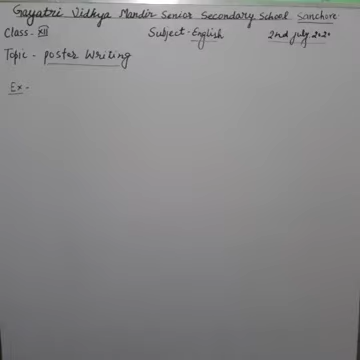 Gayatri Vidhya Mandir Senior Secondary School Sanchore
Class - XII Subject - English 2nd July 2020
Topic - poster Writing
Ex -